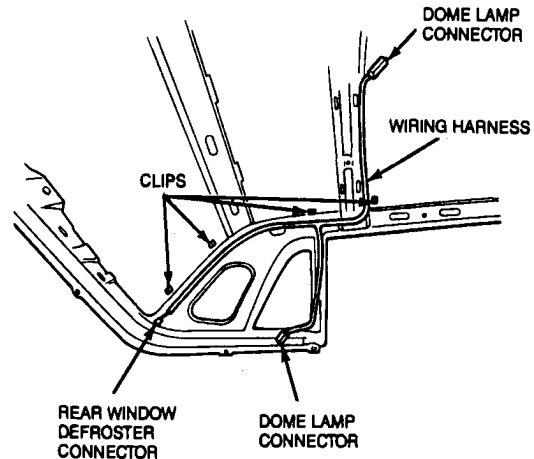 DOME LAMP
CONNECTOR
WIRING HARNESS
CLIPS
REAR WINDOW
DEFROSTER
CONNECTOR
DOME LAMP
CONNECTOR